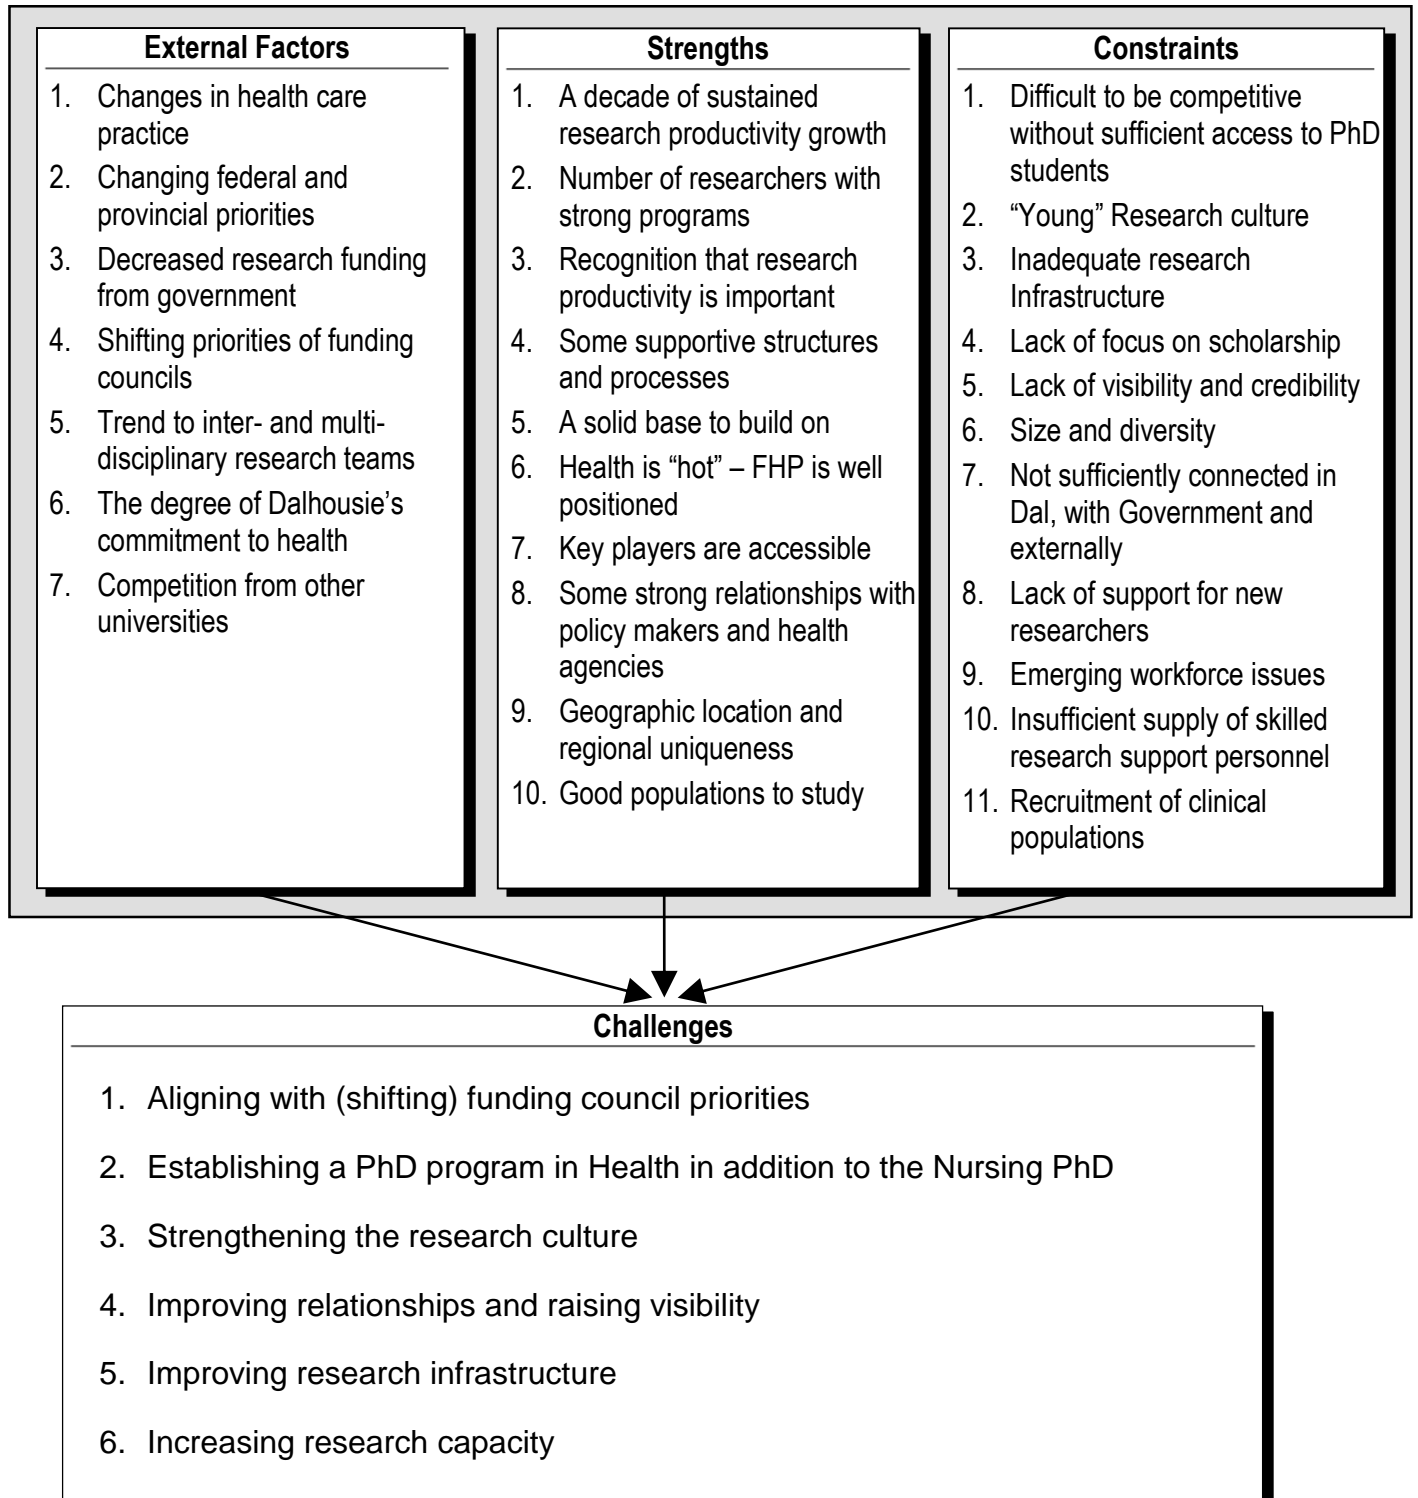 External Factors
1. Changes in health care
practice
2. Changing federal and
provincial priorities
3. Decreased research funding
from government
4. Shifting priorities of funding
councils
5. Trend to inter- and multi-
disciplinary research teams
6. The degree of Dalhousie’s
commitment to health
7. Competition from other
universities
Strengths
1. A decade of sustained
research productivity growth
2. Number of researchers with
strong programs
3. Recognition that research
productivity is important
4. Some supportive structures
and processes
5. A solid base to build on
6. Health is “hot” – FHP is well
positioned
7. Key players are accessible
8. Some strong relationships with
policy makers and health
agencies
9. Geographic location and
regional uniqueness
10. Good populations to study
Constraints
1. Difficult to be competitive
without sufficient access to PhD
students
2. “Young” Research culture
3. Inadequate research
Infrastructure
4. Lack of focus on scholarship
5. Lack of visibility and credibility
6. Size and diversity
7. Not sufficiently connected in
Dal, with Government and
externally
8. Lack of support for new
researchers
9. Emerging workforce issues
10. Insufficient supply of skilled
research support personnel
11. Recruitment of clinical
populations
Challenges
1. Aligning with (shifting) funding council priorities
2. Establishing a PhD program in Health in addition to the Nursing PhD
3. Strengthening the research culture
4. Improving relationships and raising visibility
5. Improving research infrastructure
6. Increasing research capacity